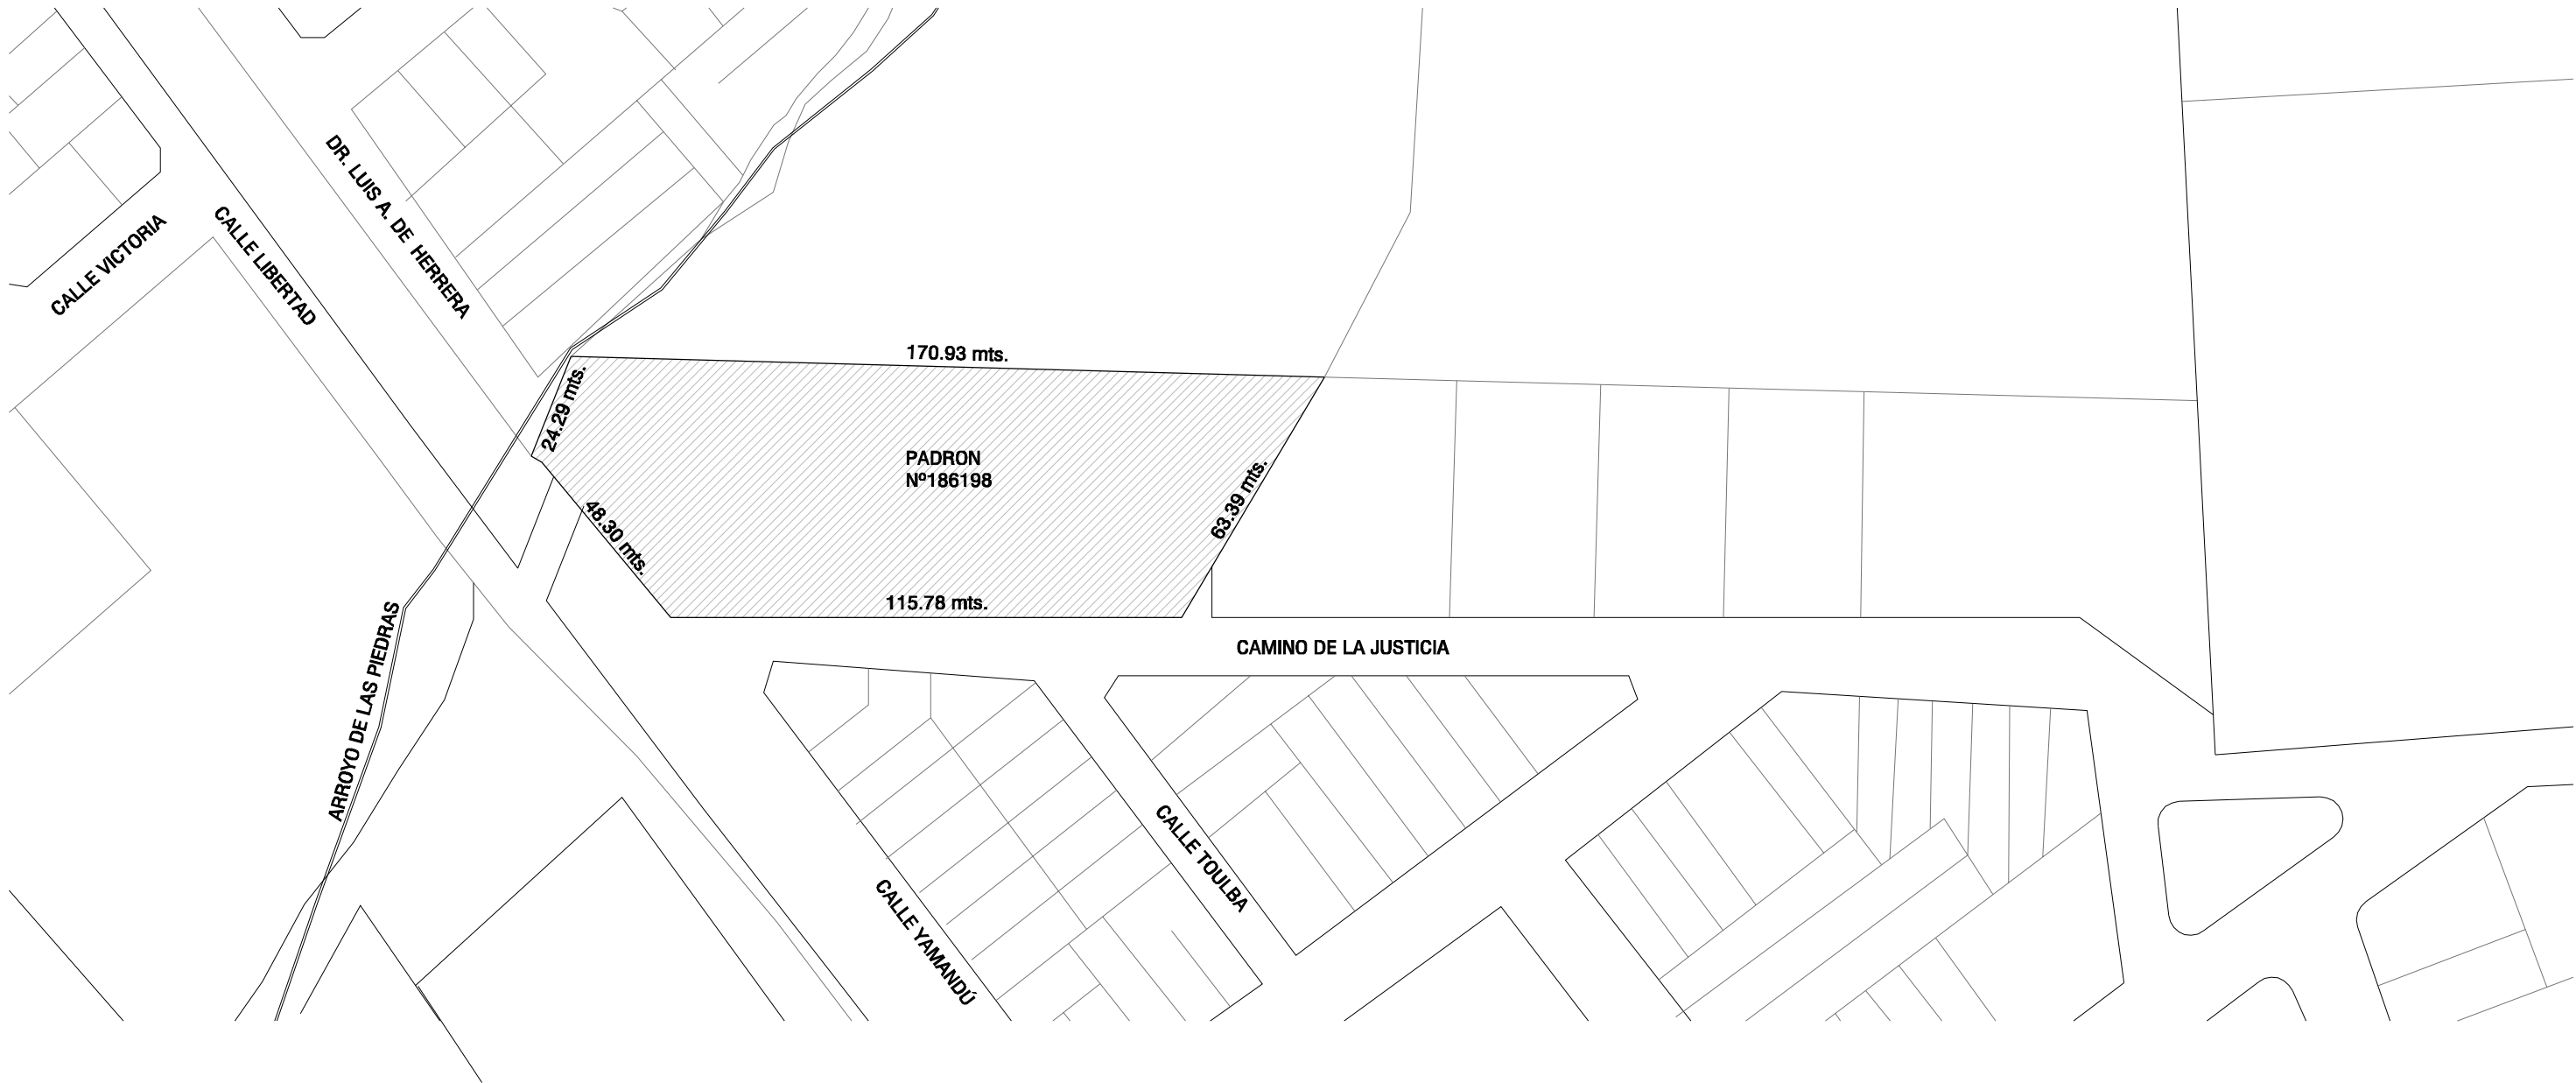 DR. LUIS A. DE HERRERA
CALLE VICTORIA
CALLE LIBERTAD
170.93 mts.
24.29 mts.
PADRON
Nº186198
63.39 mts.
48.30 mts.
115.78 mts.
CAMINO DE LA JUSTICIA
ARROYO DE LAS PIEDRAS
CALLE TOULBA
CALLE YAMANDÚ